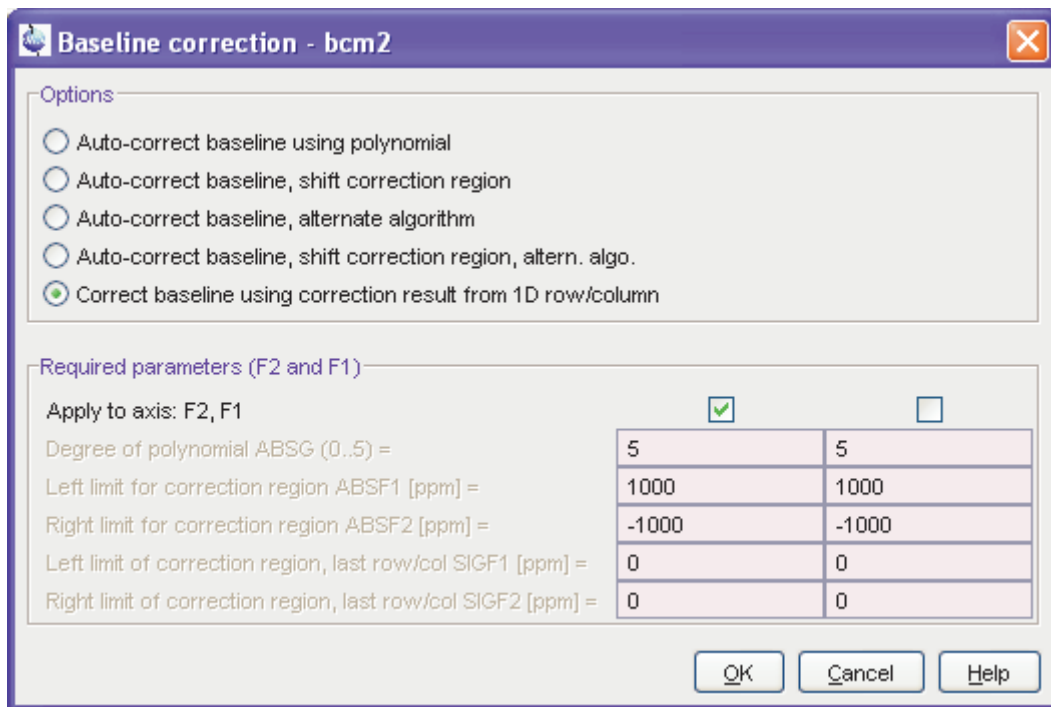 Baseline correction - bcm2
Options
Auto-correct baseline using polynomial
Auto-correct baseline, shift correction region
Auto-correct baseline, alternate algorithm
Auto-correct baseline, shift correction region, altern. algo.
Correct baseline using correction result from 1D row/column
Required parameters (F2 and F1)
Apply to axis: F2, F1
Degree of polynomial ABSG (0..5) = 5 5
Left limit for correction region ABSF1 [ppm] = 1000 1000
Right limit for correction region ABSF2 [ppm] = -1000 -1000
Left limit of correction region, last row/col SIGF1 [ppm] = 0 0
Right limit of correction region, last row/col SIGF2 [ppm] = 0 0
OK Cancel Help